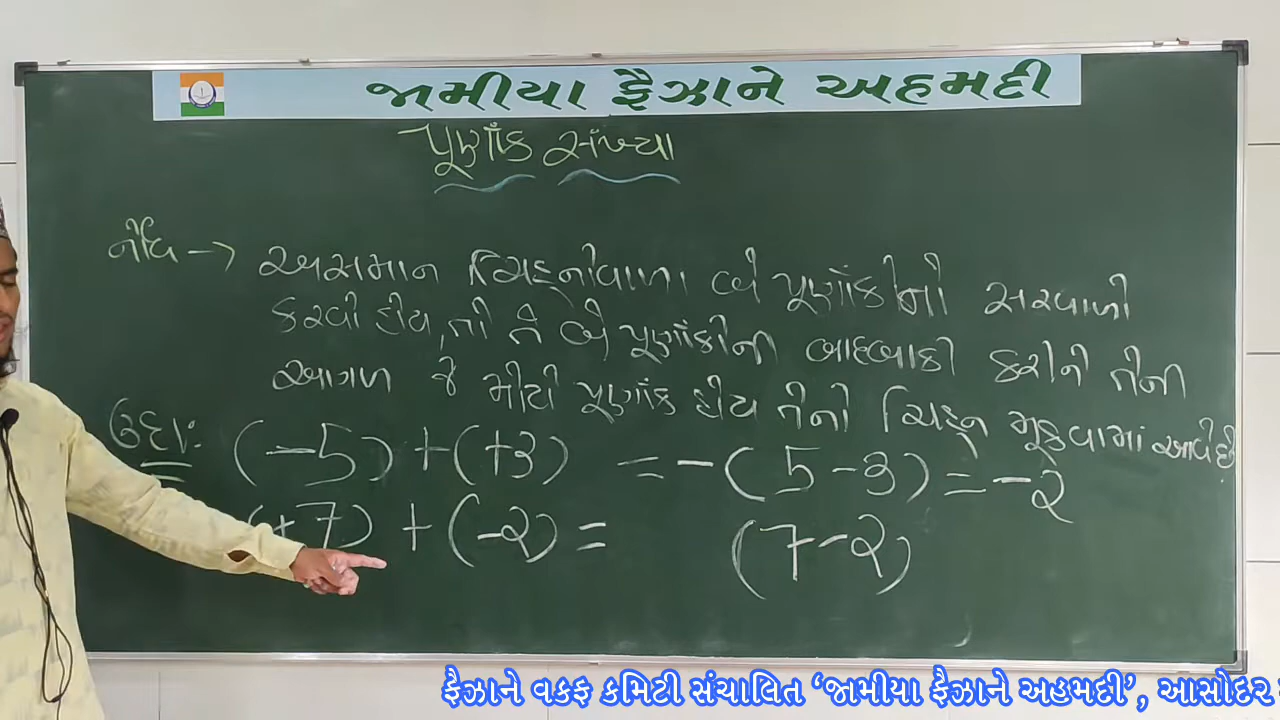 જામીયા ફૈઝાને અહમદી
પૂર્ણાંક સંખ્યા
નોંધ → અસમાન ચિહ્નોવાળા બે પૂર્ણાંકોનો સરવાળો
કરવો હોય, તો તે બે પૂર્ણાંકોની બાદબાકી કરીને તેની
આગળ જે મોટો પૂર્ણાંક હોય તેનો ચિહ્ન મૂકવામાં આવે છે.
ઉદા: (-5) + (+3) = -(5-3) = -2
(+7) + (-2) = (7-2)
ફૈઝાને વકફ કમિટી સંચાલિત ‘જામીયા ફૈઝાને અહમદી’, આસોદર